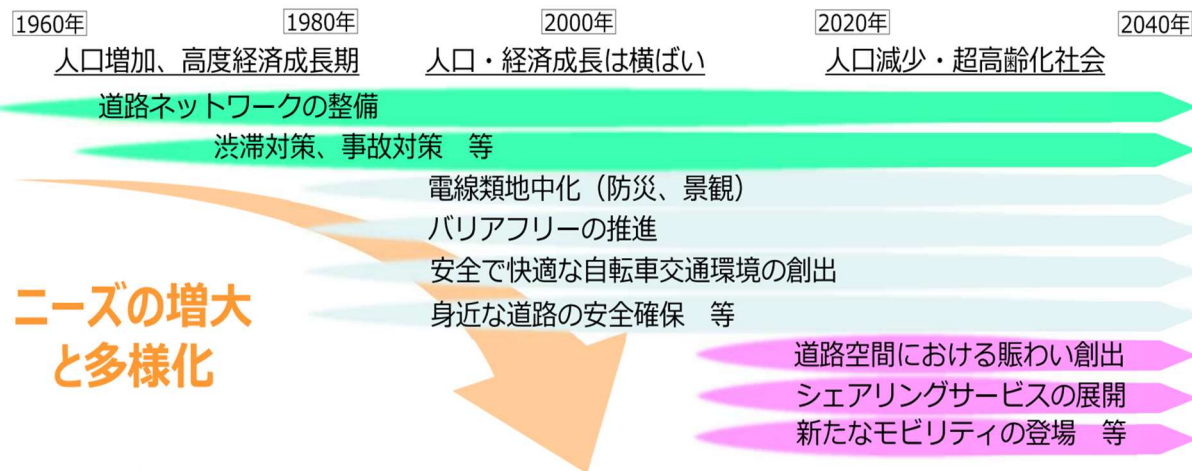 1960年 1980年 2000年 2020年 2040年
人口増加、高度経済成長期 人口・経済成長は横ばい 人口減少・超高齢化社会
道路ネットワークの整備
渋滞対策、事故対策　等
電線類地中化（防災、景観）
バリアフリーの推進
安全で快適な自転車交通環境の創出
身近な道路の安全確保　等
ニーズの増大
と多様化
道路空間における賑わい創出
シェアリングサービスの展開
新たなモビリティの登場　等